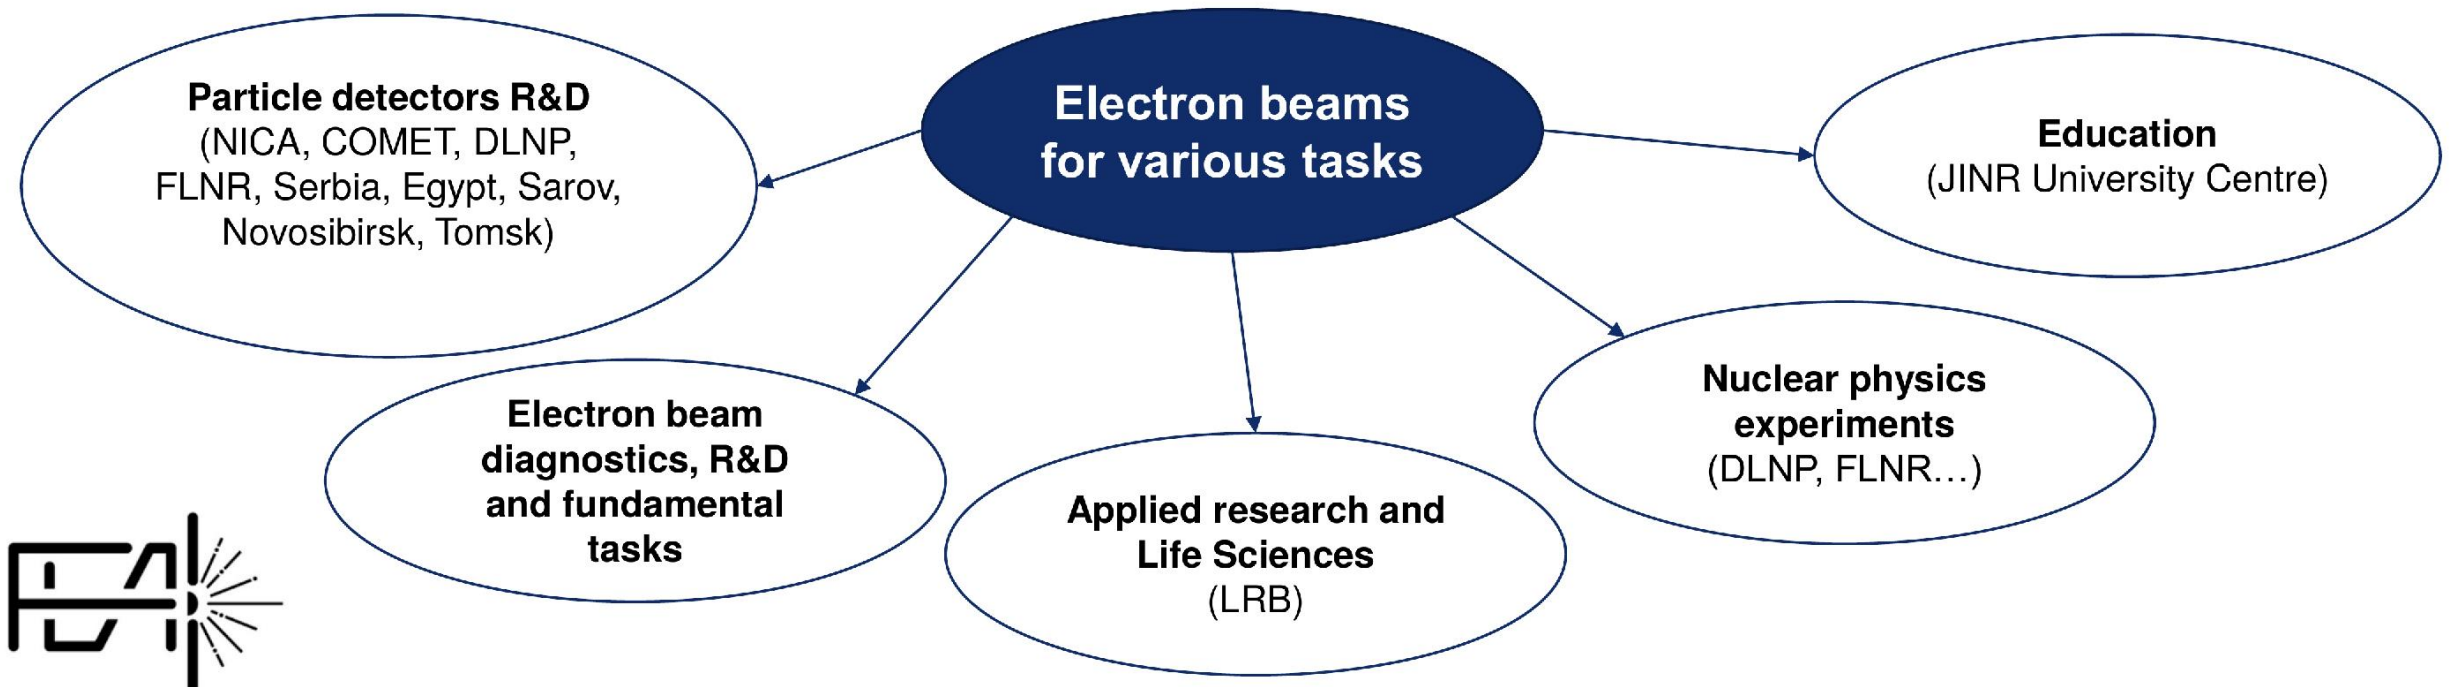 Electron beams
for various tasks
Particle detectors R&D
(NICA, COMET, DLNP,
FLNR, Serbia, Egypt, Sarov,
Novosibirsk, Tomsk)
Education
(JINR University Centre)
Electron beam
diagnostics, R&D
and fundamental
tasks
Applied research and
Life Sciences
(LRB)
Nuclear physics
experiments
(DLNP, FLNR…)